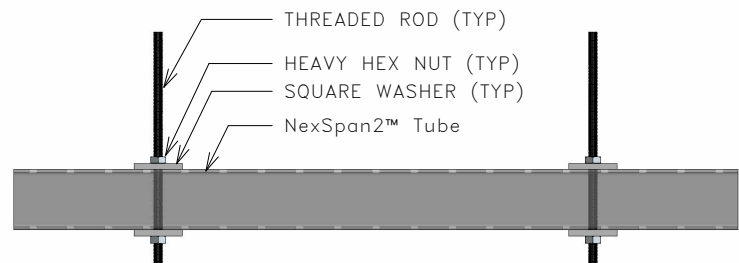 THREADED ROD (TYP)
HEAVY HEX NUT (TYP)
SQUARE WASHER (TYP)
NexSpan2™ Tube